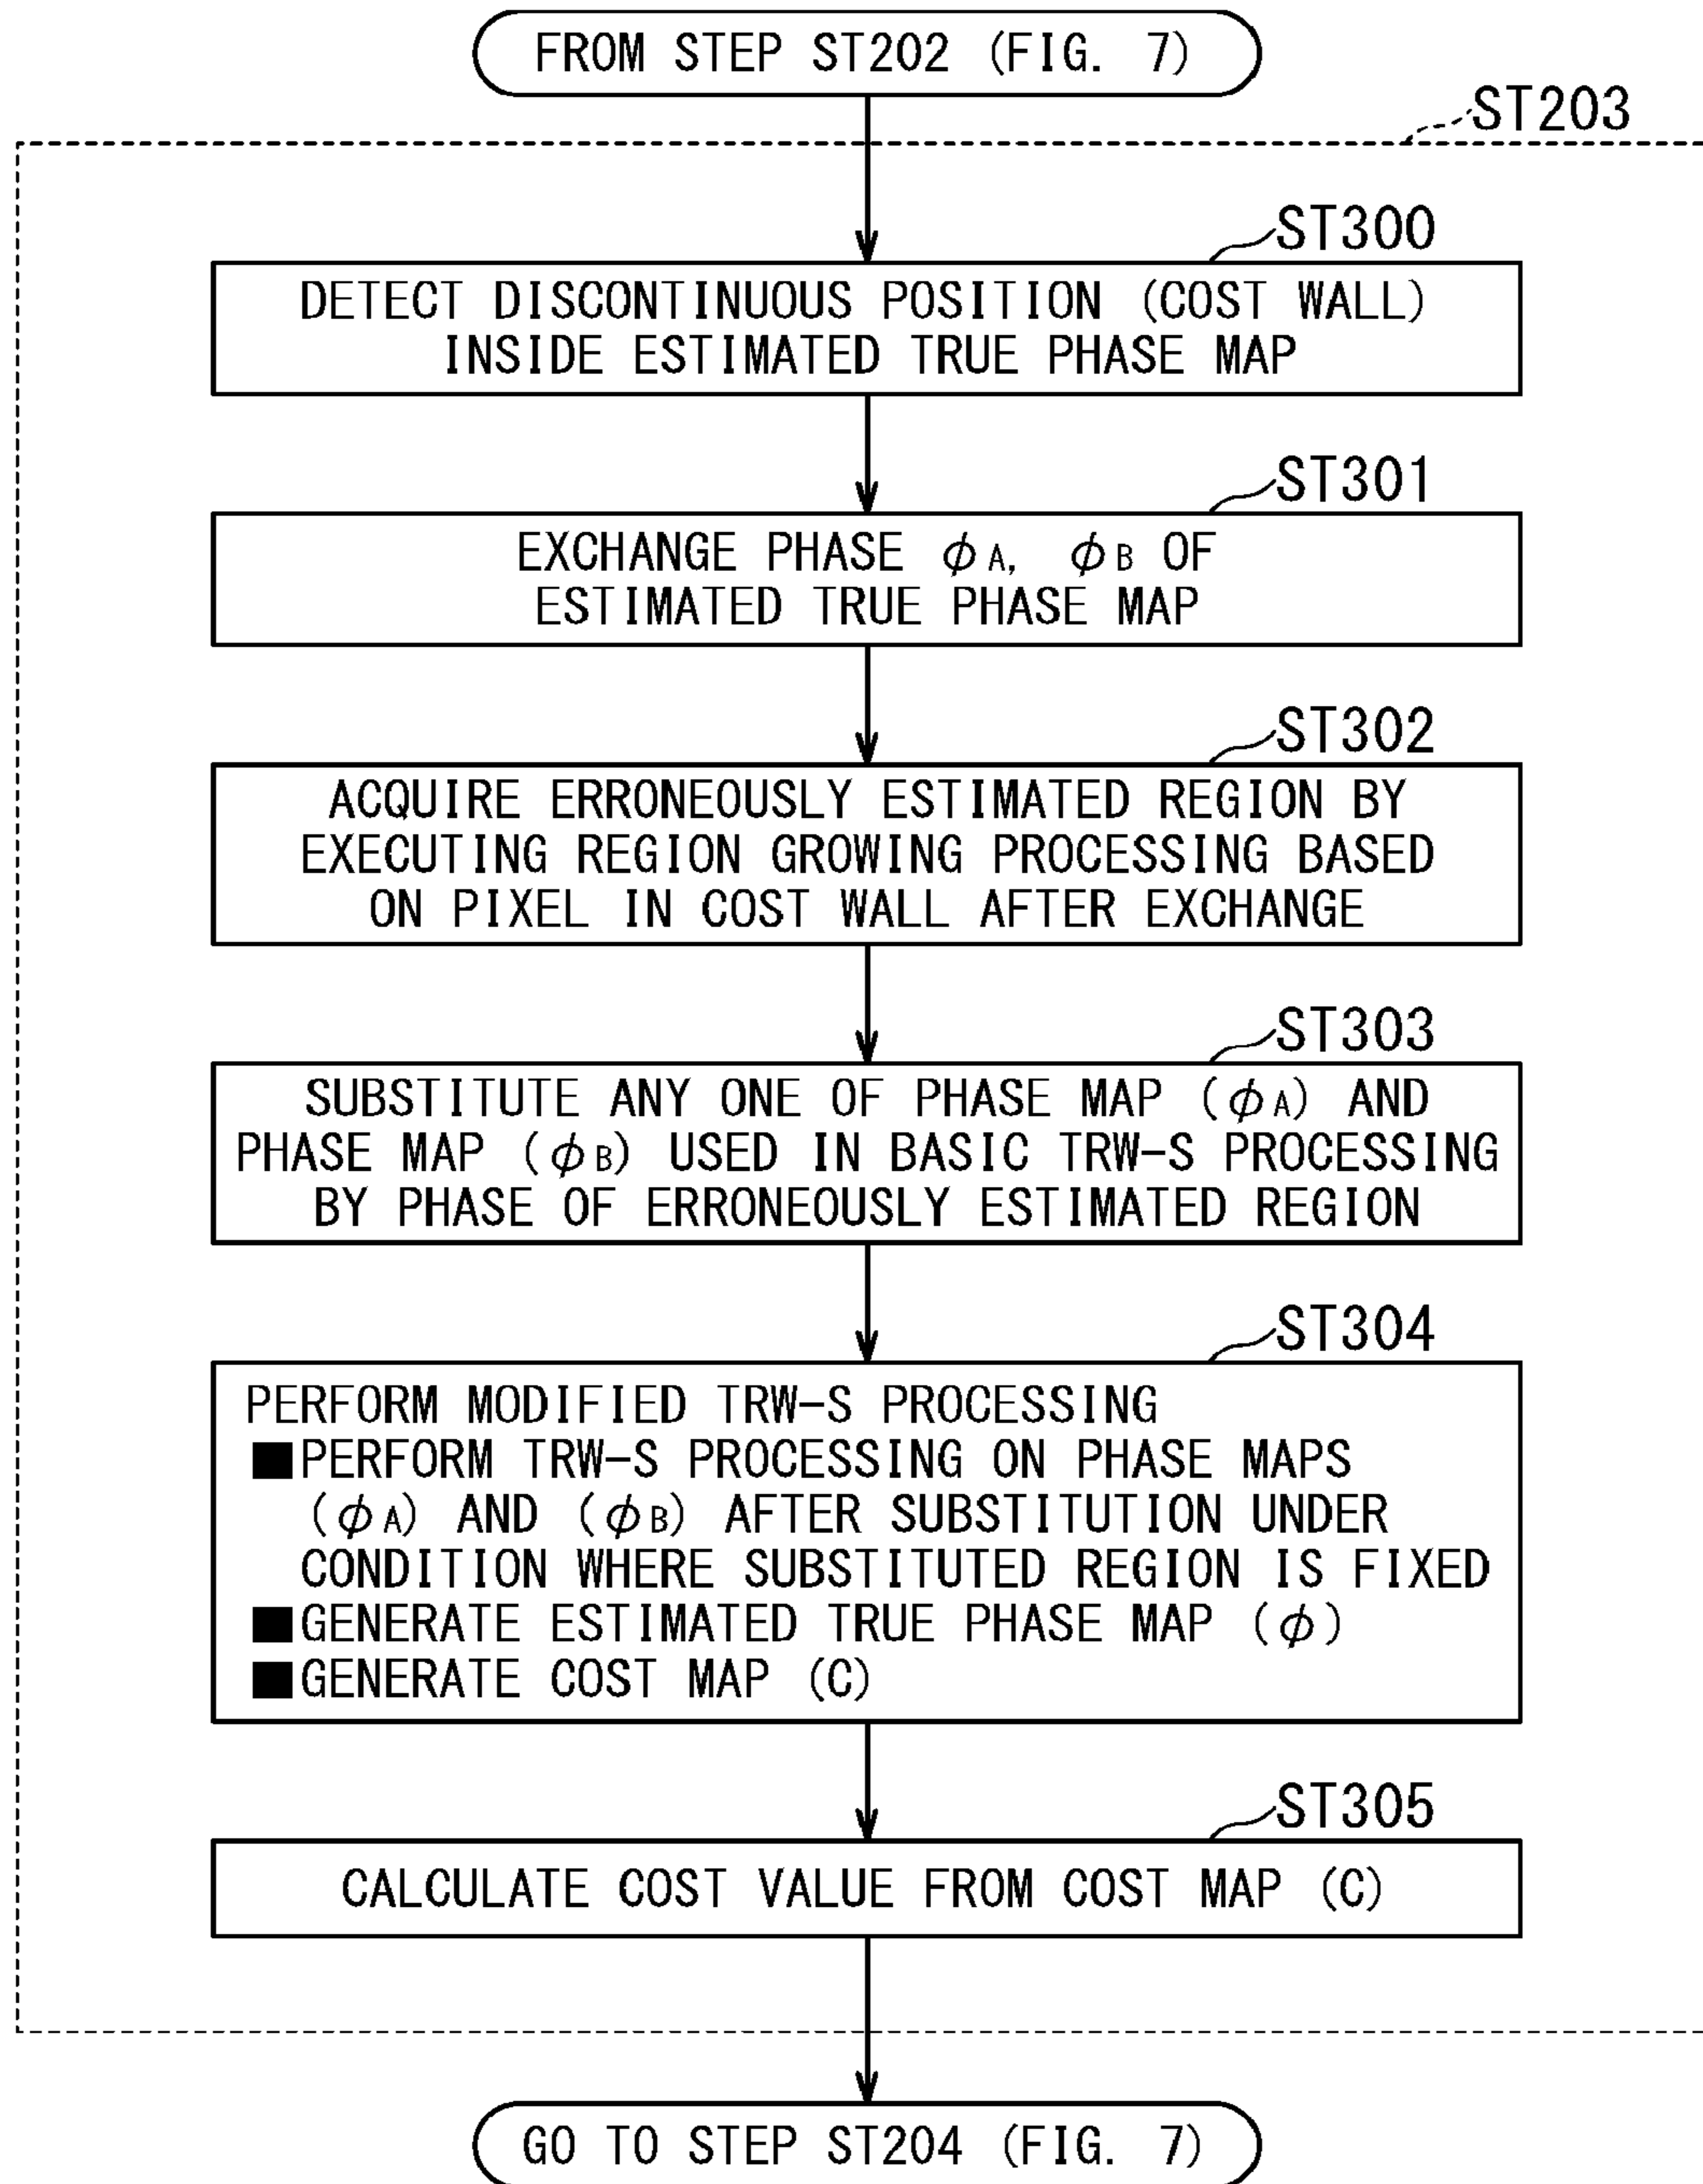 FROM STEP ST202 (FIG. 7)
ST203
ST300
DETECT DISCONTINUOUS POSITION (COST WALL)
INSIDE ESTIMATED TRUE PHASE MAP
ST301
EXCHANGE PHASE ϕA, ϕB OF
ESTIMATED TRUE PHASE MAP
ST302
ACQUIRE ERRONEOUSLY ESTIMATED REGION BY
EXECUTING REGION GROWING PROCESSING BASED
ON PIXEL IN COST WALL AFTER EXCHANGE
ST303
SUBSTITUTE ANY ONE OF PHASE MAP (ϕA) AND
PHASE MAP (ϕB) USED IN BASIC TRW-S PROCESSING
BY PHASE OF ERRONEOUSLY ESTIMATED REGION
ST304
PERFORM MODIFIED TRW-S PROCESSING
■PERFORM TRW-S PROCESSING ON PHASE MAPS
(ϕA) AND (ϕB) AFTER SUBSTITUTION UNDER
CONDITION WHERE SUBSTITUTED REGION IS FIXED
■GENERATE ESTIMATED TRUE PHASE MAP (ϕ)
■GENERATE COST MAP (C)
ST305
CALCULATE COST VALUE FROM COST MAP (C)
GO TO STEP ST204 (FIG. 7)